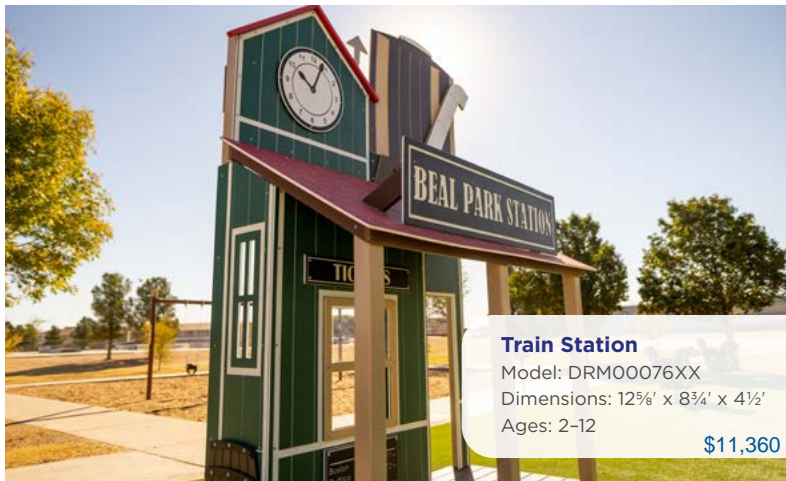 BEAL PARK STATION
Boston
Train Station
Model: DRM00076XX
Dimensions: 12⅝' x 8¾' x 4½'
Ages: 2–12
$11,360